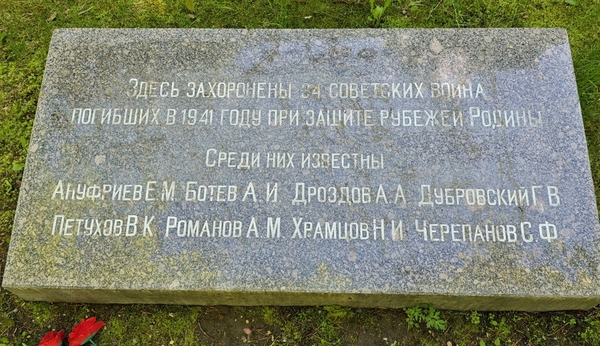 Здесь захоронены 34 советских воина
погибших в 1941 году при защите рубежей Родины
Среди них известны
Ануфриев Е.М. Ботев А.И. Дроздов А.А. Дубровский Г.В.
Петухов В.К. Романов А.М. Храмцов Н.И. Черепанов С.Ф.